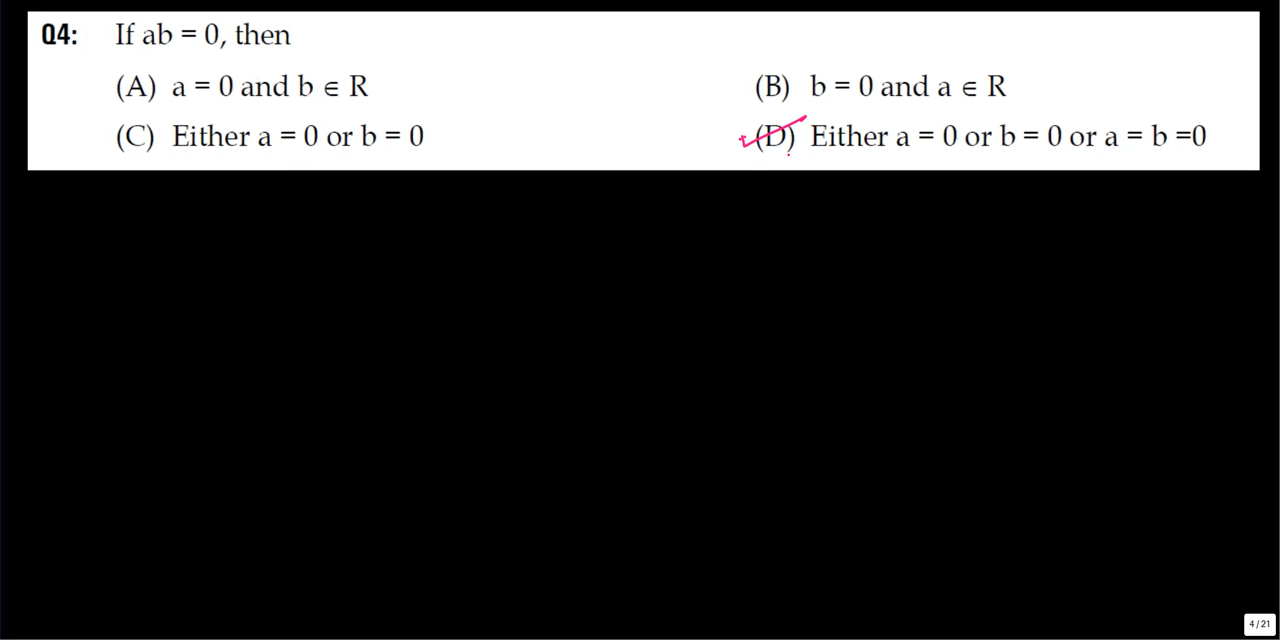 Q4: If ab = 0, then
(A) a = 0 and b ∈ R (B) b = 0 and a ∈ R
(C) Either a = 0 or b = 0 (D) Either a = 0 or b = 0 or a = b =0
4 / 21